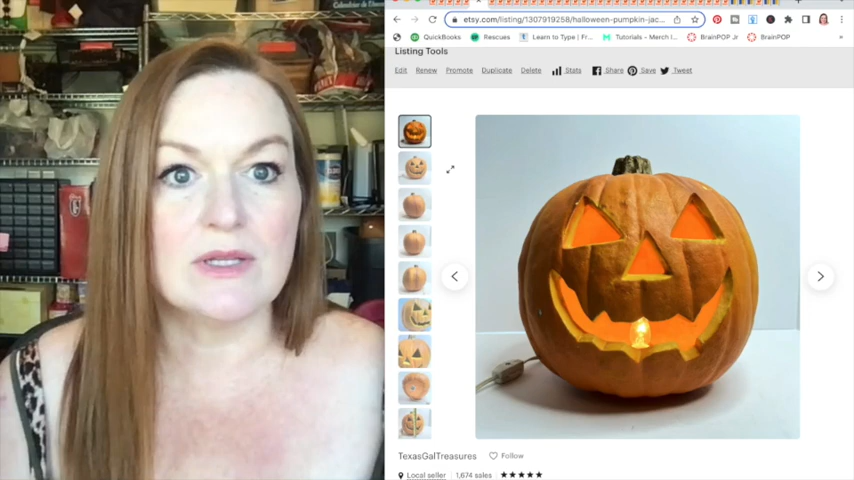 etsy.com/listing/1307919258/halloween-pumpkin-jac...
QuickBooks Rescues Learn to Type | Fr... Tutorials - Merch I... BrainPOP Jr BrainPOP
Listing Tools
Edit Renew Promote Duplicate Delete Stats Share Save Tweet
TexasGalTreasures Follow
Local seller 1,674 sales